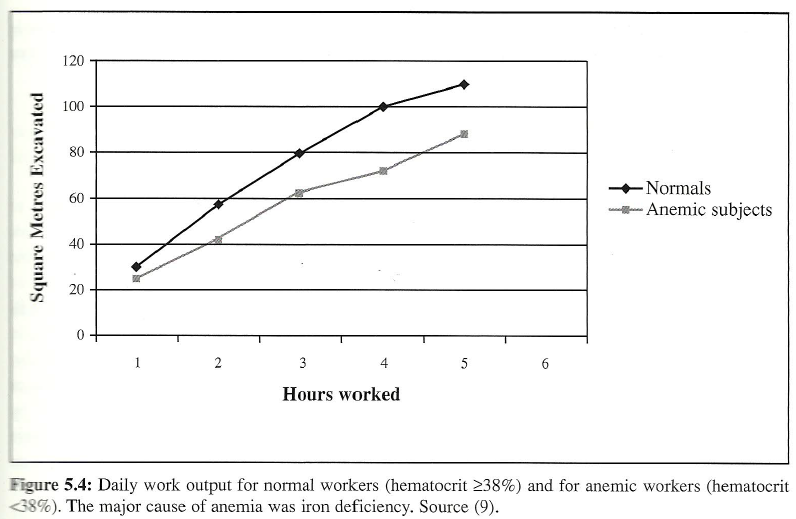 120
100
80
60
40
20
0
Square Metres Excavated
1 2 3 4 5 6
Hours worked
Normals
Anemic subjects
Figure 5.4: Daily work output for normal workers (hematocrit ≥38%) and for anemic workers (hematocrit
<38%). The major cause of anemia was iron deficiency. Source (9).